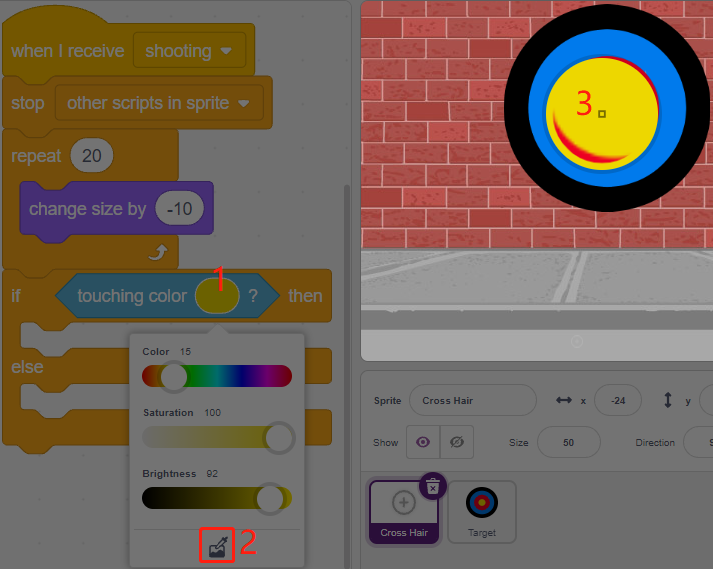 when I receive shooting
stop other scripts in sprite
repeat 20
change size by -10
if touching color 1 ? then
else
Color 15
Saturation 100
Brightness 92
2
3
Sprite Cross Hair x -24 y
Show Size 50 Direction
Cross Hair
Target